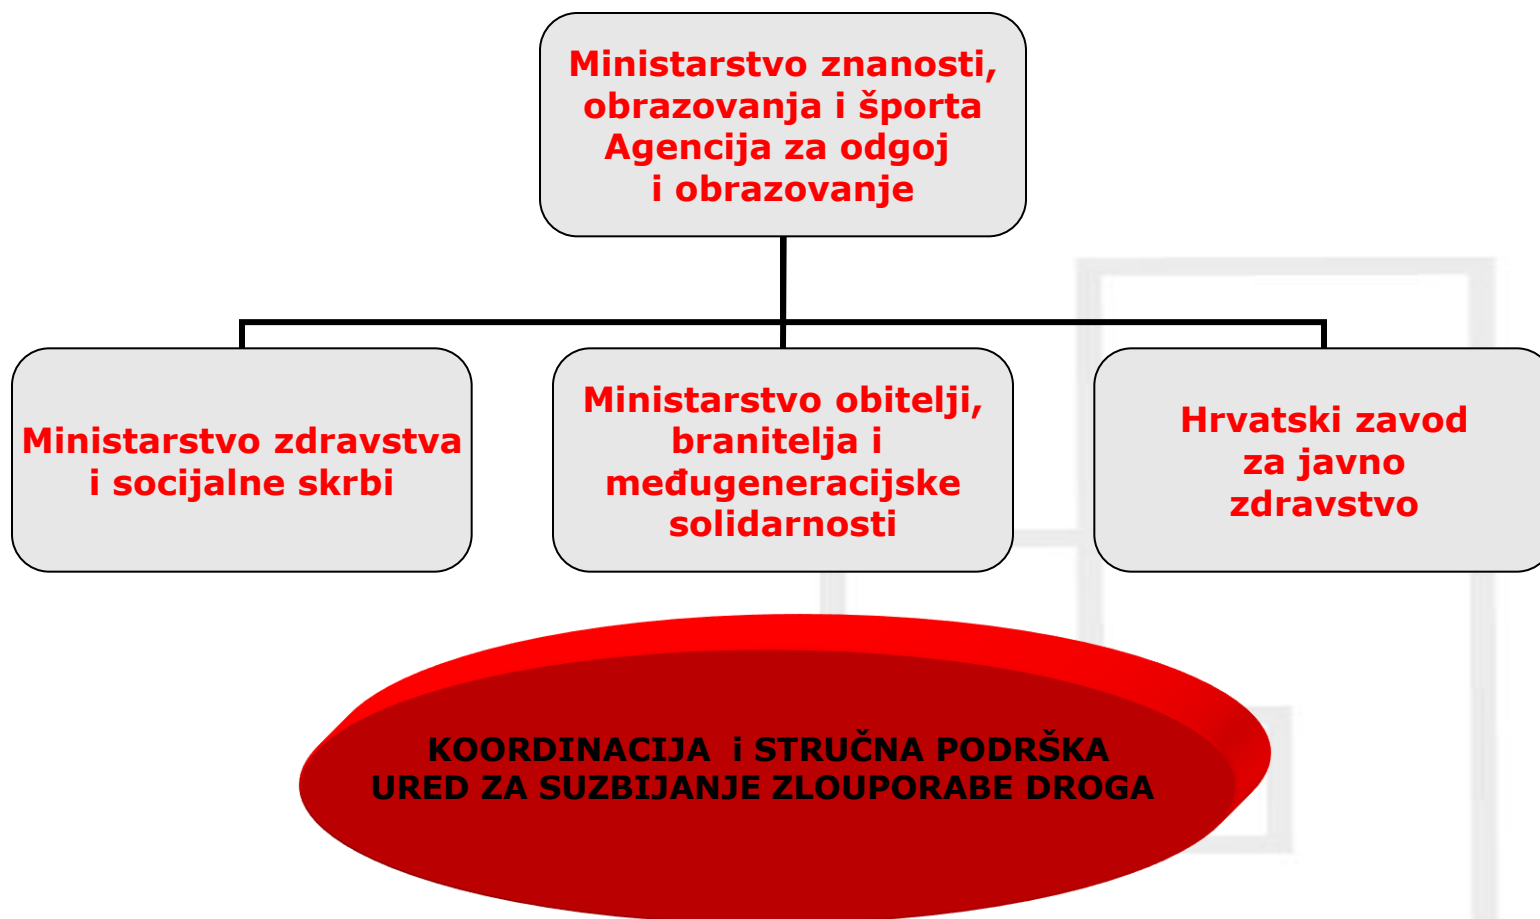 Ministarstvo znanosti,
obrazovanja i športa
Agencija za odgoj
i obrazovanje
Ministarstvo zdravstva
i socijalne skrbi
Ministarstvo obitelji,
branitelja i
međugeneracijske
solidarnosti
Hrvatski zavod
za javno
zdravstvo
KOORDINACIJA i STRUČNA PODRŠKA
URED ZA SUZBIJANJE ZLOUPORABE DROGA